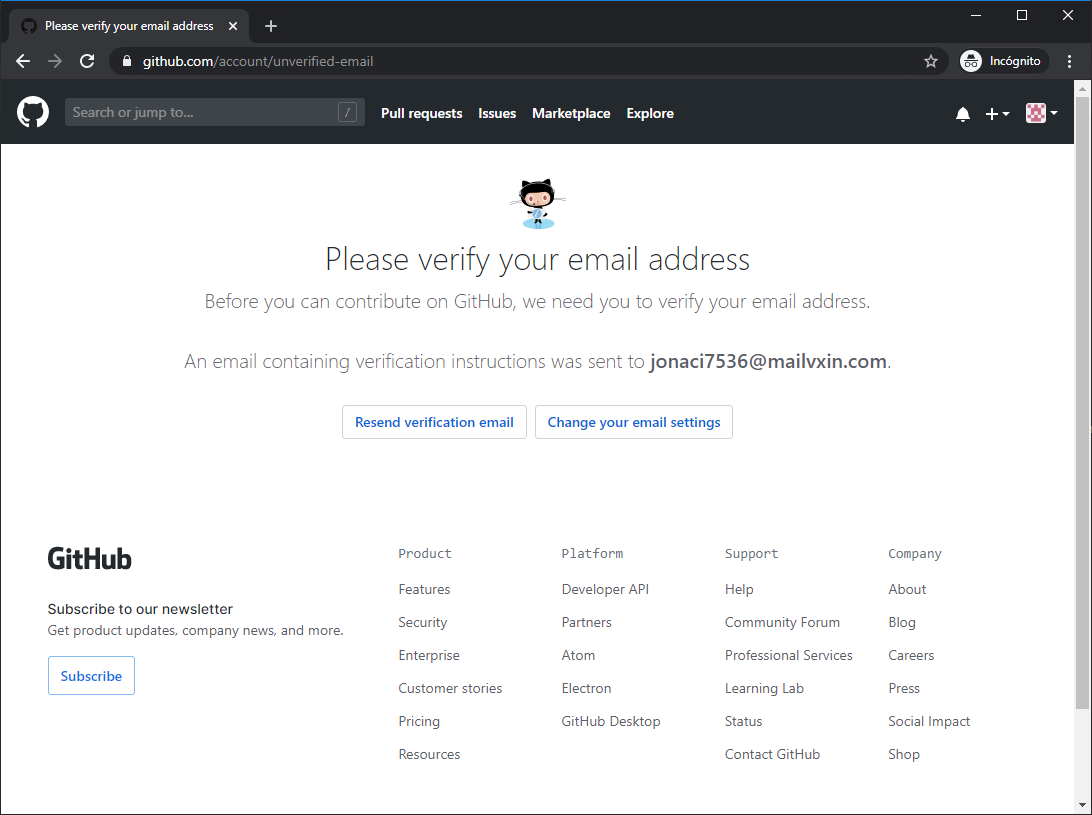 Please verify your email address
github.com/account/unverified-email
Incógnito
Search or jump to...
/
Pull requests
Issues
Marketplace
Explore
Please verify your email address
Before you can contribute on GitHub, we need you to verify your email address.
An email containing verification instructions was sent to jonaci7536@mailvxin.com.
Resend verification email
Change your email settings
GitHub
Subscribe to our newsletter
Get product updates, company news, and more.
Subscribe
Product
Features
Security
Enterprise
Customer stories
Pricing
Resources
Platform
Developer API
Partners
Atom
Electron
GitHub Desktop
Support
Help
Community Forum
Professional Services
Learning Lab
Status
Contact GitHub
Company
About
Blog
Careers
Press
Social Impact
Shop